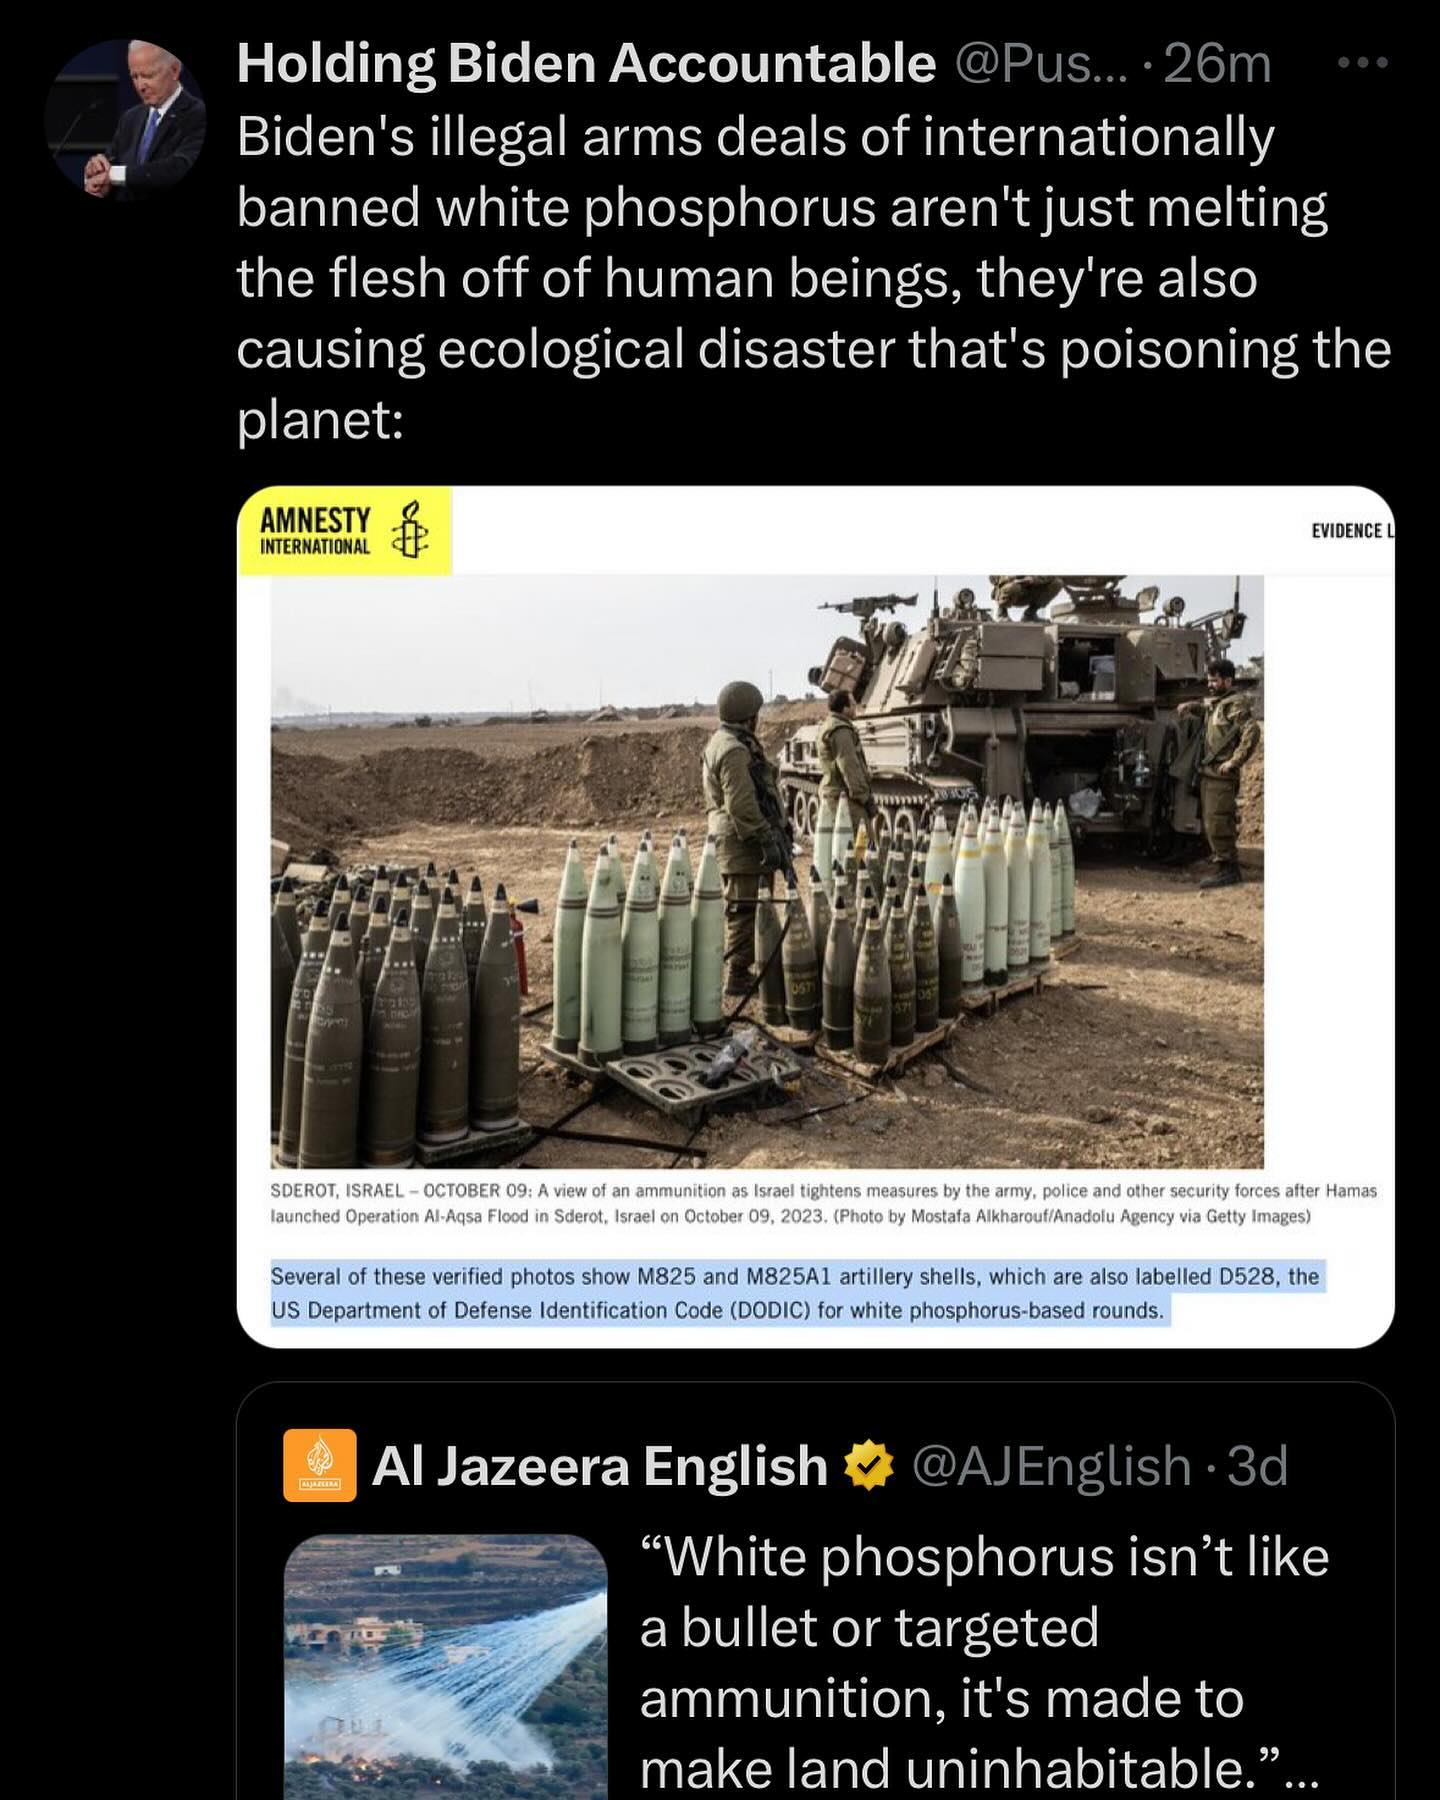 Holding Biden Accountable @Pus... · 26m
Biden's illegal arms deals of internationally
banned white phosphorus aren't just melting
the flesh off of human beings, they're also
causing ecological disaster that's poisoning the
planet:
AMNESTY
INTERNATIONAL
EVIDENCE L
SDEROT, ISRAEL – OCTOBER 09: A view of an ammunition as Israel tightens measures by the army, police and other security forces after Hamas
launched Operation Al-Aqsa Flood in Sderot, Israel on October 09, 2023. (Photo by Mostafa Alkharouf/Anadolu Agency via Getty Images)
Several of these verified photos show M825 and M825A1 artillery shells, which are also labelled D528, the
US Department of Defense Identification Code (DODIC) for white phosphorus-based rounds.
Al Jazeera English @AJEnglish · 3d
ALJAZEERA
“White phosphorus isn’t like
a bullet or targeted
ammunition, it's made to
make land uninhabitable.”...